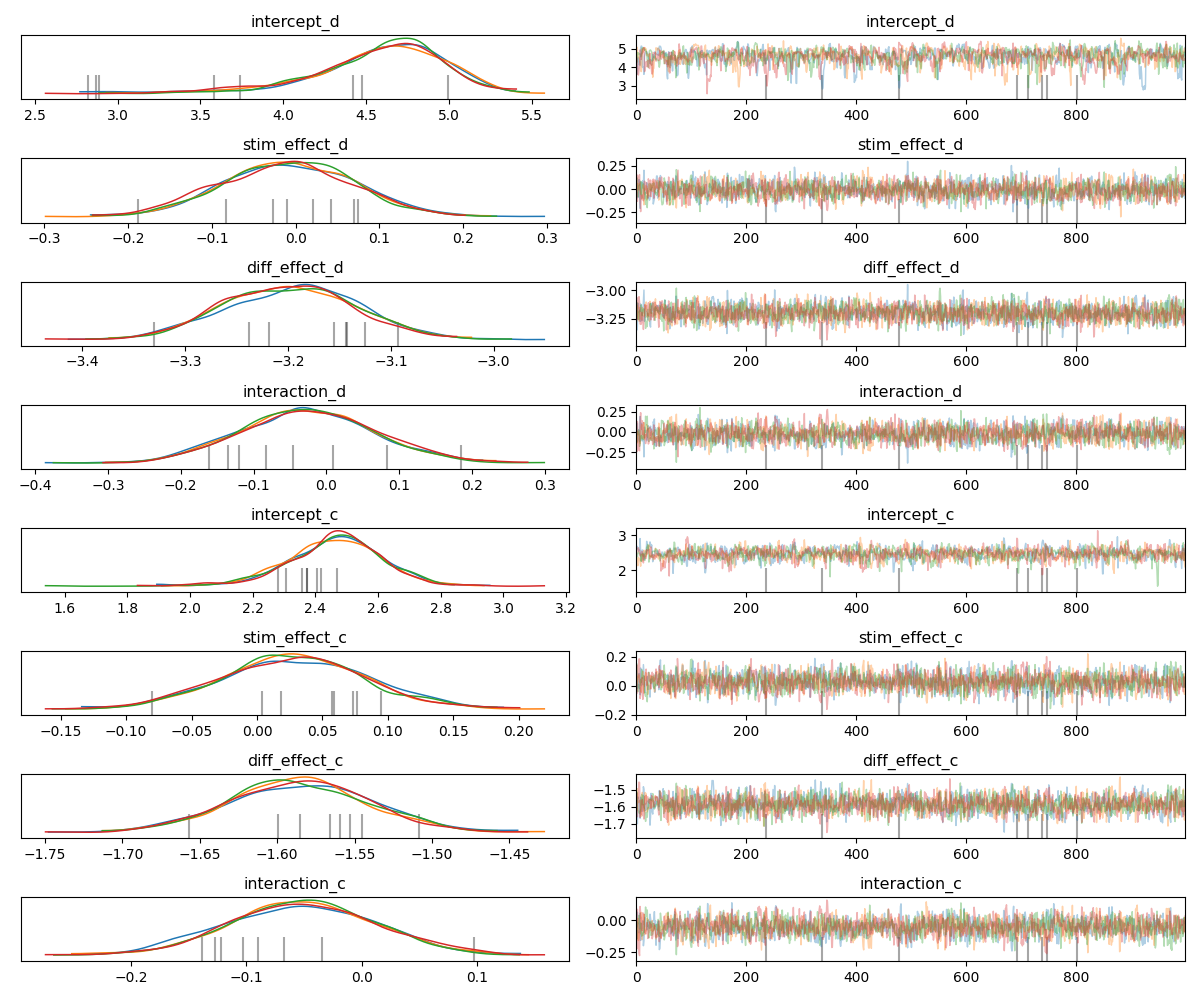 intercept_d intercept_d
5
4
3
2.5 3.0 3.5 4.0 4.5 5.0 5.5 0 200 400 600 800
stim_effect_d stim_effect_d
0.25
0.00
−0.25
−0.3 −0.2 −0.1 0.0 0.1 0.2 0.3 0 200 400 600 800
diff_effect_d diff_effect_d
−3.00
−3.25
−3.4 −3.3 −3.2 −3.1 −3.0 0 200 400 600 800
interaction_d interaction_d
0.25
0.00
−0.25
−0.4 −0.3 −0.2 −0.1 0.0 0.1 0.2 0.3 0 200 400 600 800
intercept_c intercept_c
3
2
1.6 1.8 2.0 2.2 2.4 2.6 2.8 3.0 3.2 0 200 400 600 800
stim_effect_c stim_effect_c
0.2
0.0
−0.2
−0.15 −0.10 −0.05 0.00 0.05 0.10 0.15 0.20 0 200 400 600 800
diff_effect_c diff_effect_c
−1.5
−1.6
−1.7
−1.75 −1.70 −1.65 −1.60 −1.55 −1.50 −1.45 0 200 400 600 800
interaction_c interaction_c
0.00
−0.25
−0.2 −0.1 0.0 0.1 0 200 400 600 800